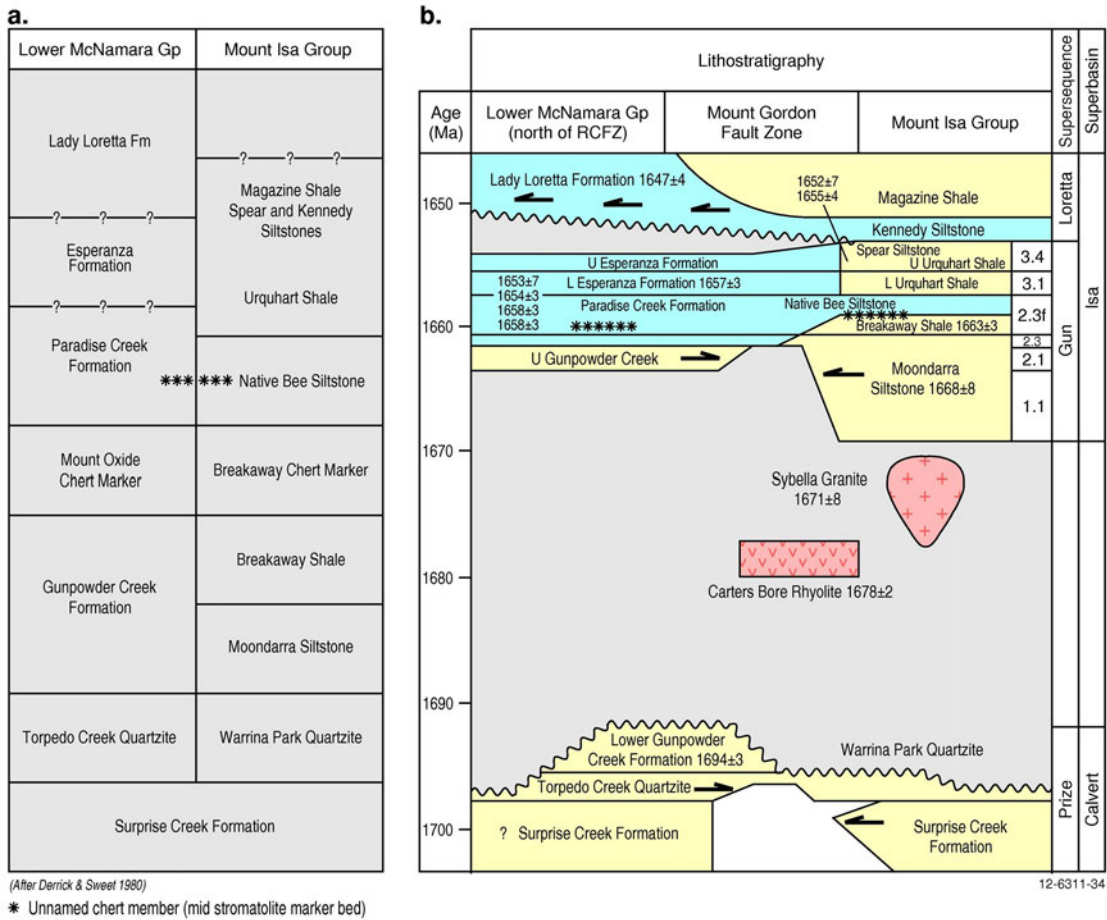 a.
Lower McNamara Gp
Mount Isa Group
Lady Loretta Fm
? ? ?
Magazine Shale
Spear and Kennedy
Siltstones
? ? ?
Esperanza
Formation
Urquhart Shale
? ? ?
Paradise Creek
Formation
*** *** Native Bee Siltstone
Mount Oxide
Chert Marker
Breakaway Chert Marker
Gunpowder Creek
Formation
Breakaway Shale
Moondarra Siltstone
Torpedo Creek Quartzite
Warrina Park Quartzite
Surprise Creek Formation
(After Derrick & Sweet 1980)
* Unnamed chert member (mid stromatolite marker bed)
b.
Lithostratigraphy
Supersequence
Superbasin
Age
(Ma)
Lower McNamara Gp
(north of RCFZ)
Mount Gordon
Fault Zone
Mount Isa Group
1650
1660
1670
1680
1690
1700
Lady Loretta Formation 1647±4
1652±7
1655±4
Magazine Shale
Kennedy Siltstone
Loretta
Spear Siltstone
U Esperanza Formation
U Urquhart Shale
3.4
1653±7
1654±3
1658±3
1658±3
L Esperanza Formation 1657±3
L Urquhart Shale
3.1
Paradise Creek Formation
Native Bee Siltstone
******
******
2.3f
Breakaway Shale 1663±3
2.3
U Gunpowder Creek
2.1
Moondarra
Siltstone 1668±8
1.1
Gun
Isa
Sybella Granite
1671±8
Carters Bore Rhyolite 1678±2
Lower Gunpowder
Creek Formation 1694±3
Warrina Park Quartzite
Torpedo Creek Quartzite
? Surprise Creek Formation
Surprise Creek
Formation
Prize
Calvert
12-6311-34